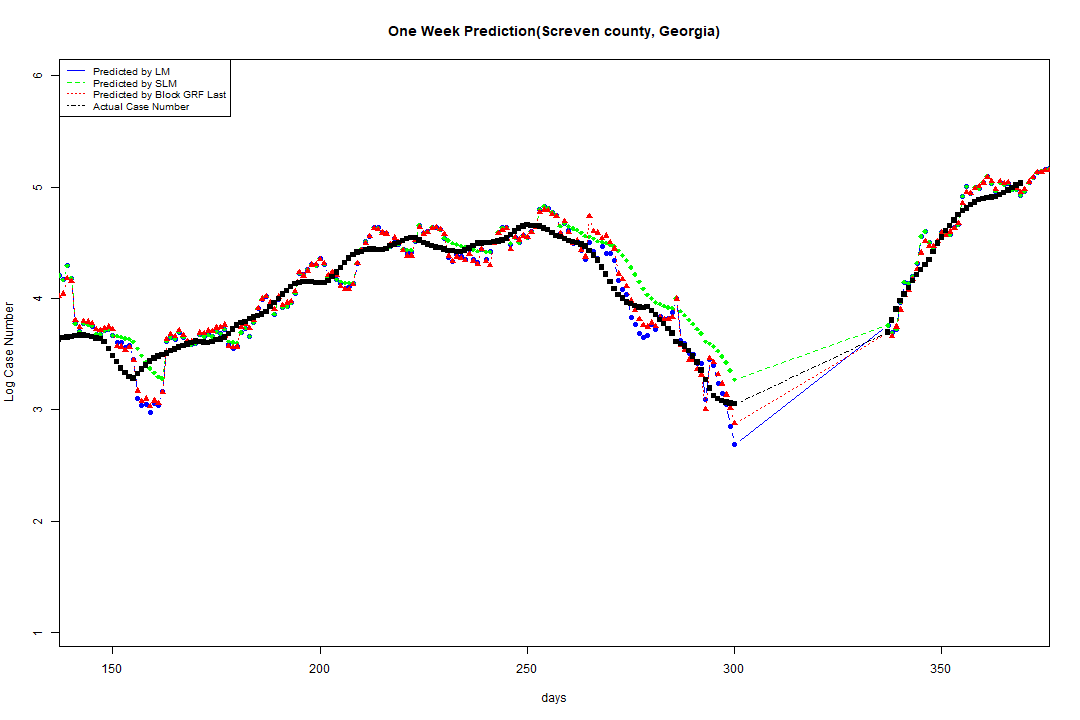 One Week Prediction(Screven county, Georgia)
Predicted by LM
Predicted by SLM
Predicted by Block GRF Last
Actual Case Number
6
5
4
3
2
1
Log Case Number
150 200 250 300 350
days